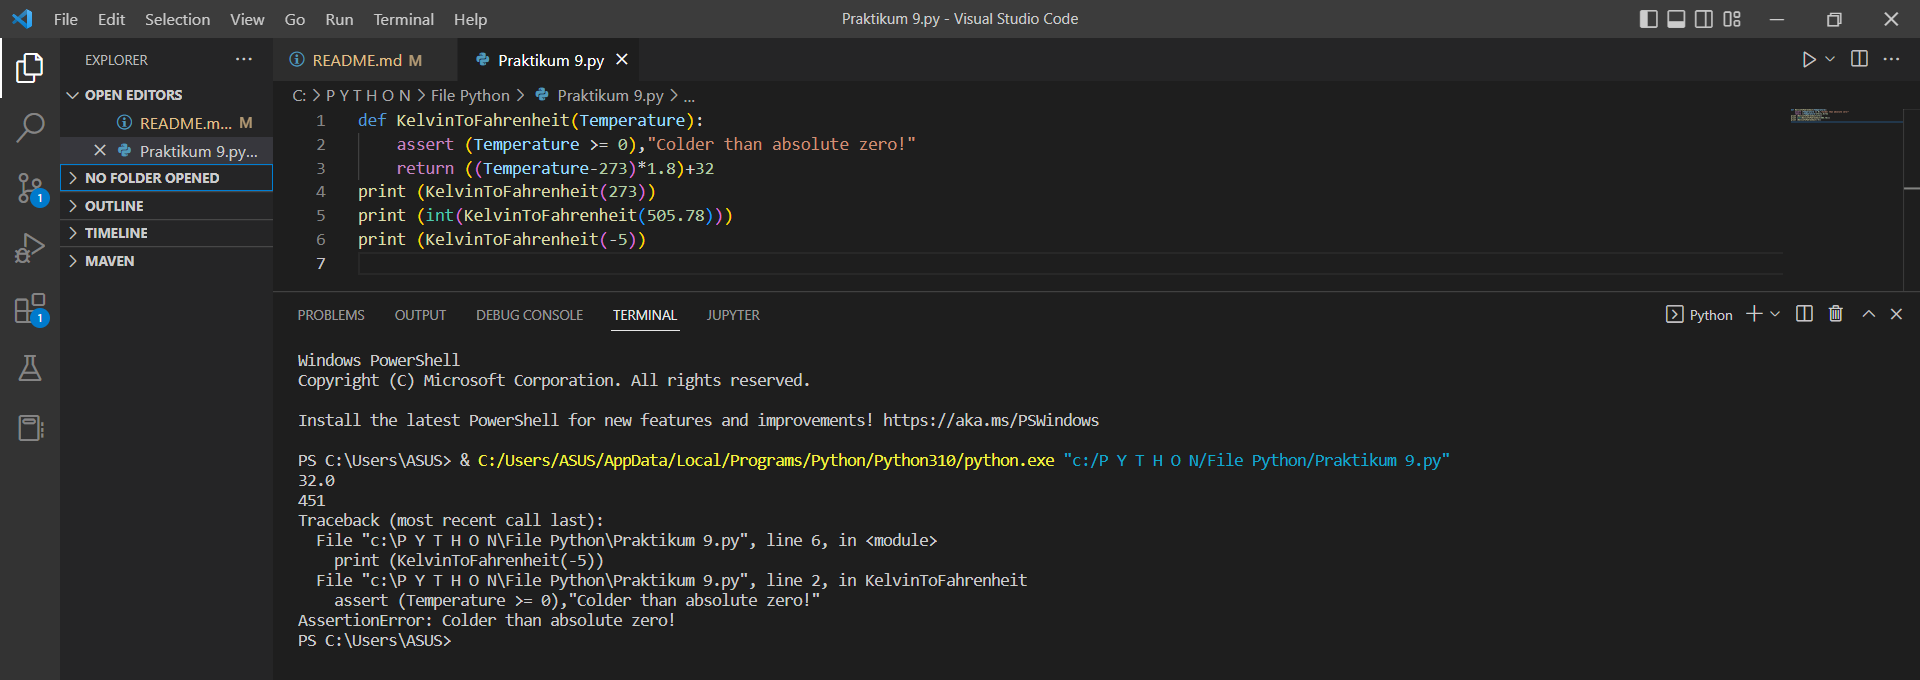 File Edit Selection View Go Run Terminal Help
Praktikum 9.py - Visual Studio Code
EXPLORER ...
OPEN EDITORS
README.m... M
Praktikum 9.py...
NO FOLDER OPENED
OUTLINE
TIMELINE
MAVEN
1
1
README.md M
Praktikum 9.py
C: > P Y T H O N > File Python > Praktikum 9.py > ...
1 def KelvinToFahrenheit(Temperature):
2 assert (Temperature >= 0),"Colder than absolute zero!"
3 return ((Temperature-273)*1.8)+32
4 print (KelvinToFahrenheit(273))
5 print (int(KelvinToFahrenheit(505.78)))
6 print (KelvinToFahrenheit(-5))
7
PROBLEMS OUTPUT DEBUG CONSOLE TERMINAL JUPYTER
Python
Windows PowerShell
Copyright (C) Microsoft Corporation. All rights reserved.
Install the latest PowerShell for new features and improvements! https://aka.ms/PSWindows
PS C:\Users\ASUS> & C:/Users/ASUS/AppData/Local/Programs/Python/Python310/python.exe "c:/P Y T H O N/File Python/Praktikum 9.py"
32.0
451
Traceback (most recent call last):
File "c:\P Y T H O N\File Python\Praktikum 9.py", line 6, in <module>
print (KelvinToFahrenheit(-5))
File "c:\P Y T H O N\File Python\Praktikum 9.py", line 2, in KelvinToFahrenheit
assert (Temperature >= 0),"Colder than absolute zero!"
AssertionError: Colder than absolute zero!
PS C:\Users\ASUS>